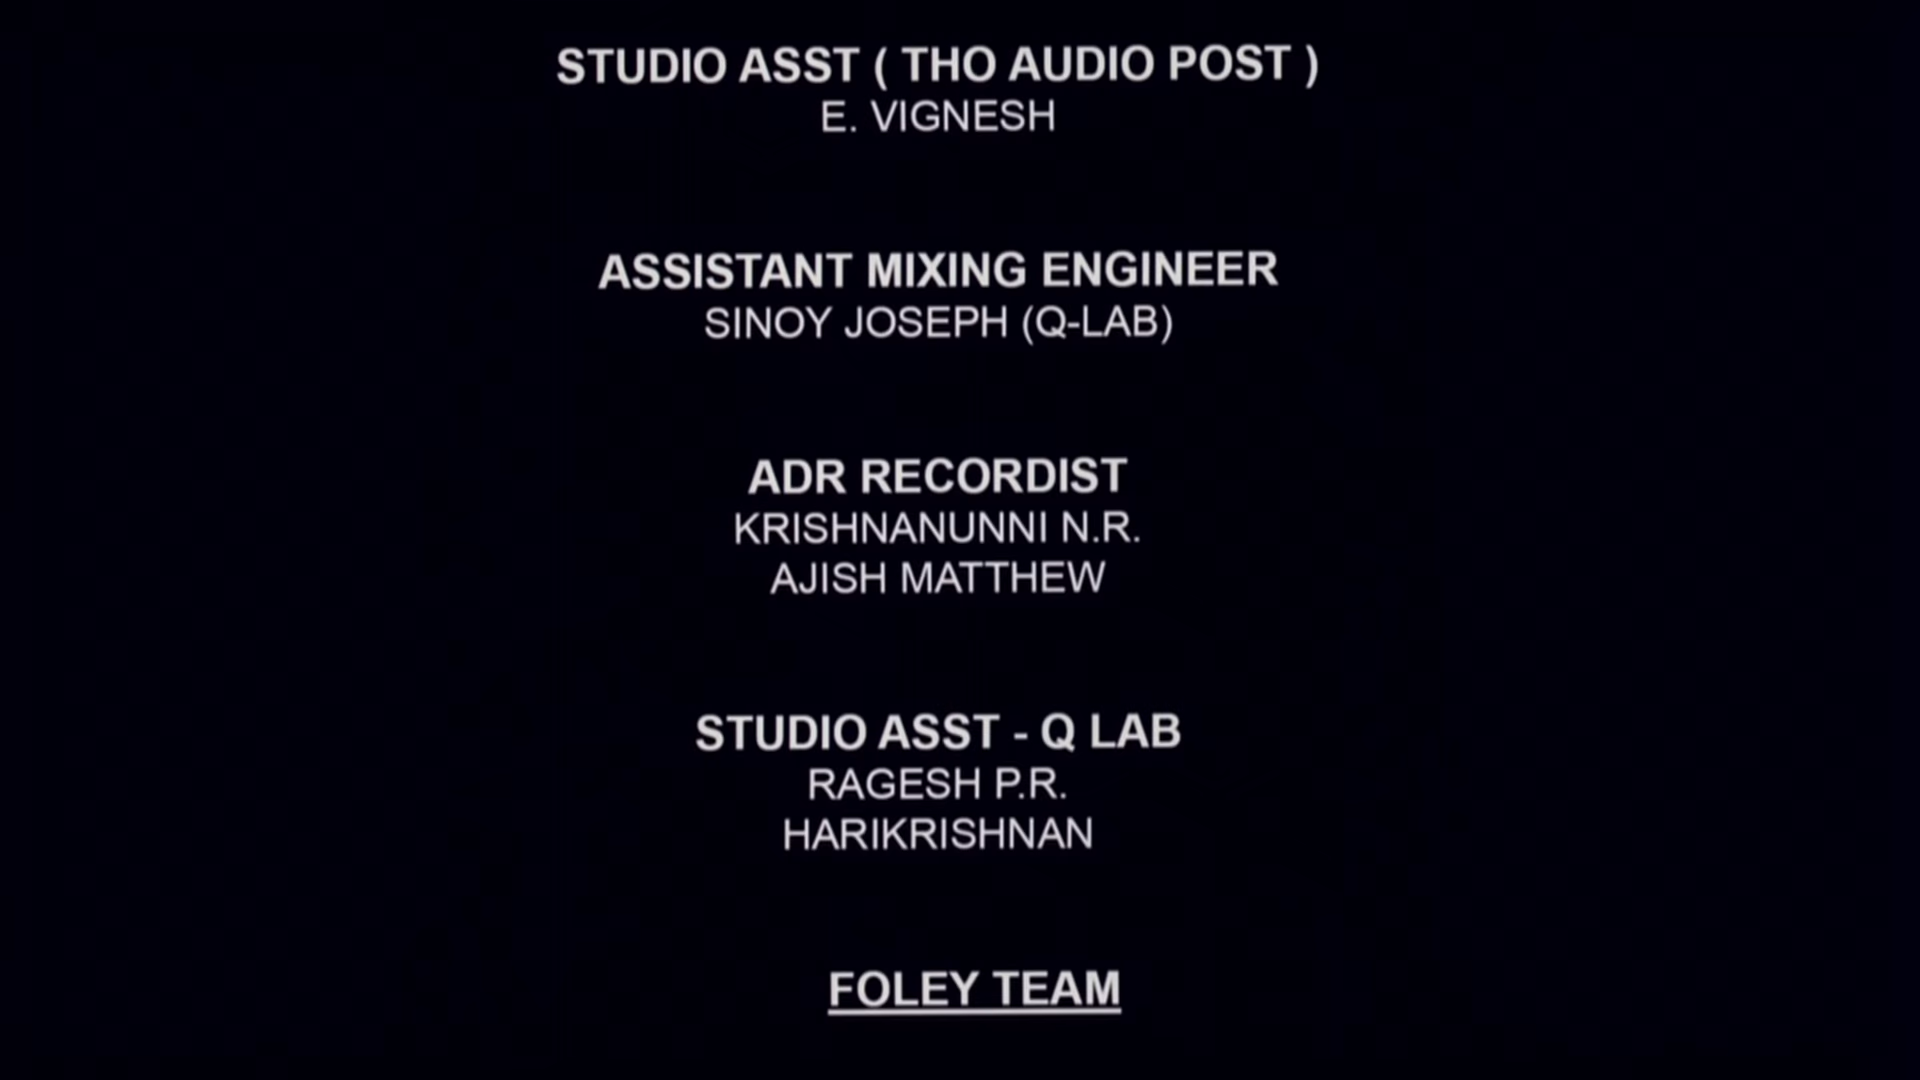 STUDIO ASST ( THO AUDIO POST )
E. VIGNESH
ASSISTANT MIXING ENGINEER
SINOY JOSEPH (Q-LAB)
ADR RECORDIST
KRISHNANUNNI N.R.
AJISH MATTHEW
STUDIO ASST - Q LAB
RAGESH P.R.
HARIKRISHNAN
FOLEY TEAM